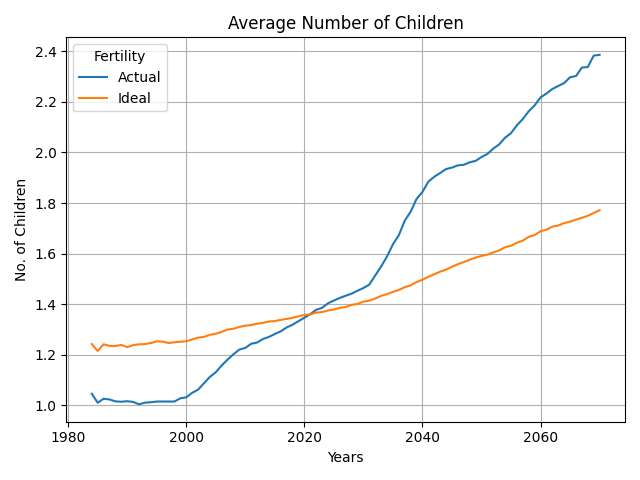 Average Number of Children
Fertility
Actual
Ideal
No. of Children
2.4
2.2
2.0
1.8
1.6
1.4
1.2
1.0
1980 2000 2020 2040 2060
Years